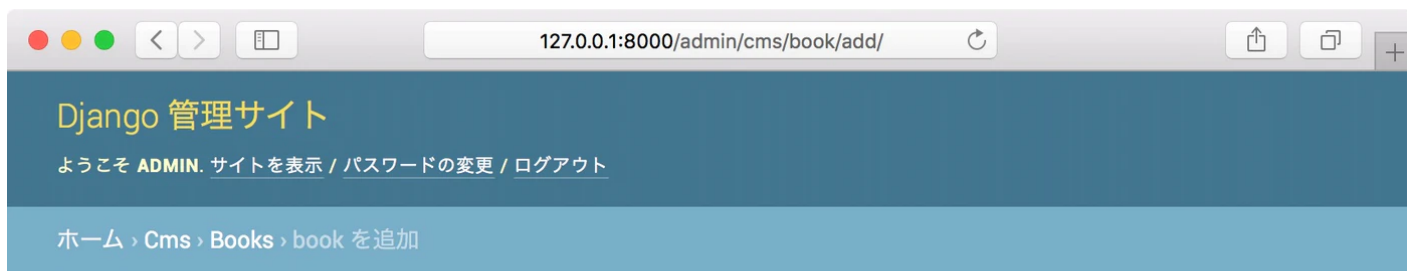 127.0.0.1:8000/admin/cms/book/add/
Django 管理サイト
ようこそ ADMIN. サイトを表示 / パスワードの変更 / ログアウト
ホーム › Cms › Books › book を追加